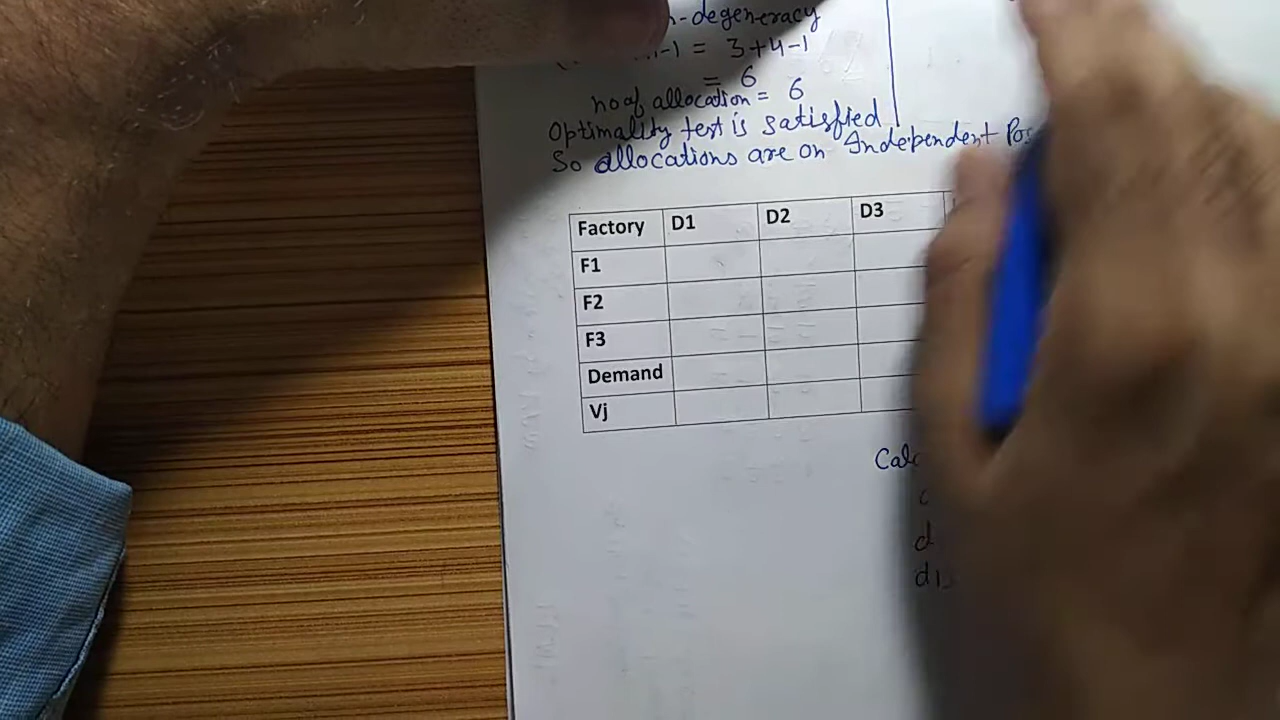 -degeneracy
-1 = 3+4-1
= 6
no of allocation = 6
Optimality test is satisfied
So allocations are on Independent
Factory D1 D2 D3
F1
F2
F3
Demand
Vj